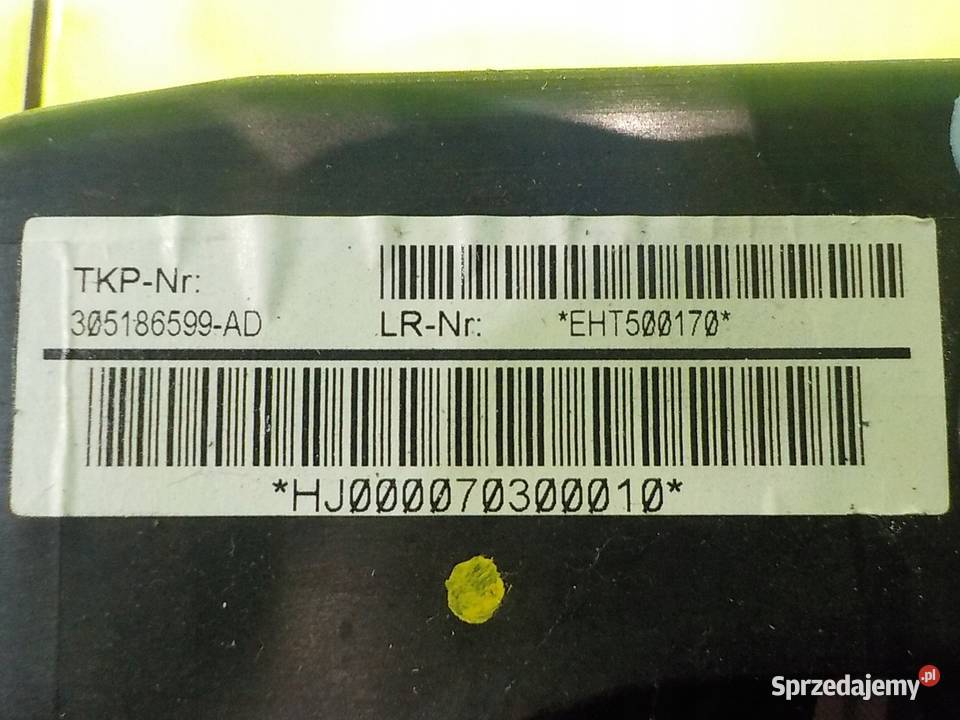 TKP-Nr:
305186599-AD
LR-Nr: *EHT500170*
*HJ000070300010*
Sprzedajemy.pl